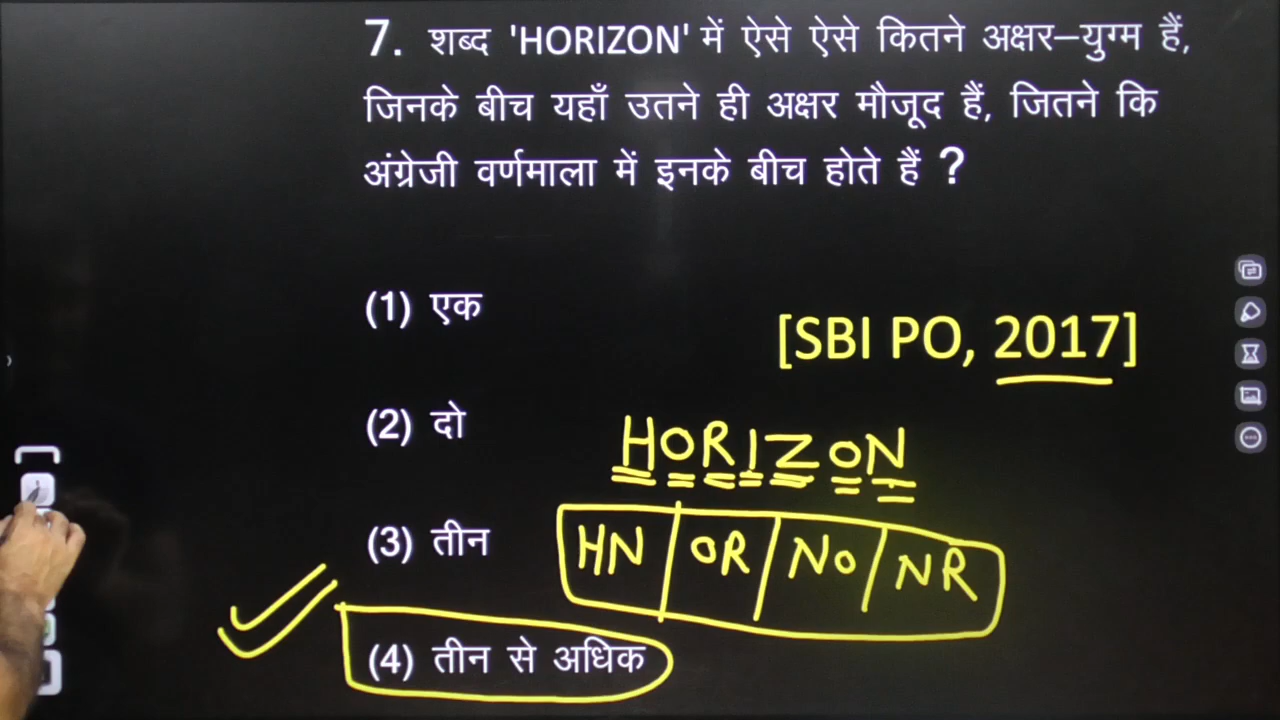 7. शब्द 'HORIZON' में ऐसे ऐसे कितने अक्षर–युग्म हैं,
जिनके बीच यहाँ उतने ही अक्षर मौजूद हैं, जितने कि
अंग्रेजी वर्णमाला में इनके बीच होते हैं ?
(1) एक
[SBI PO, 2017]
(2) दो
HORIZON
(3) तीन
HN OR NO NR
(4) तीन से अधिक